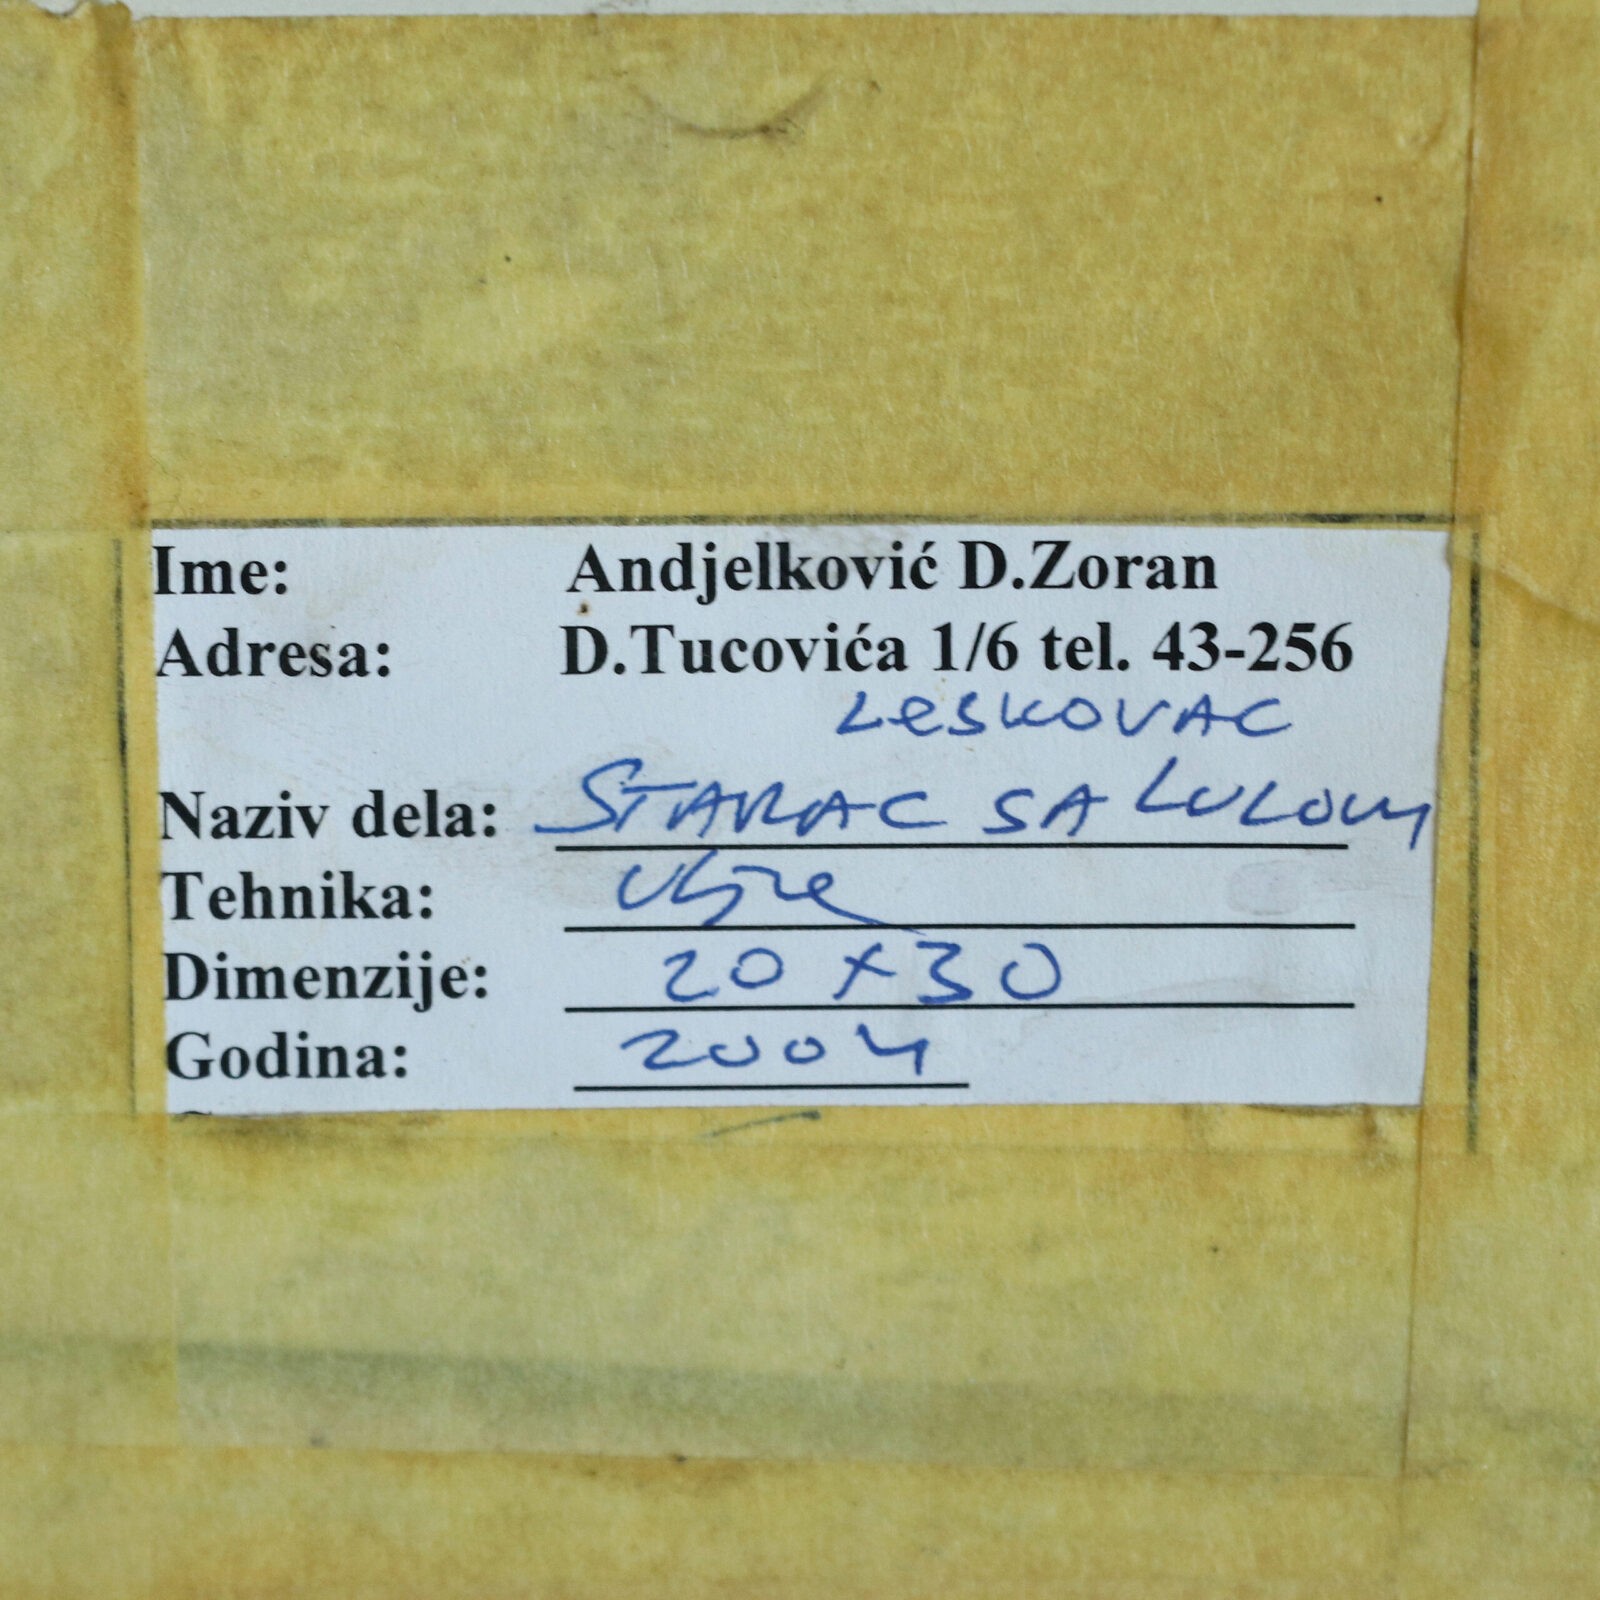 Ime: Andjelković D.Zoran
Adresa: D.Tucovića 1/6 tel. 43-256
Leskovac
Naziv dela: STARAC SA LULOM
Tehnika: Ulje
Dimenzije: 20 x 30
Godina: 2004